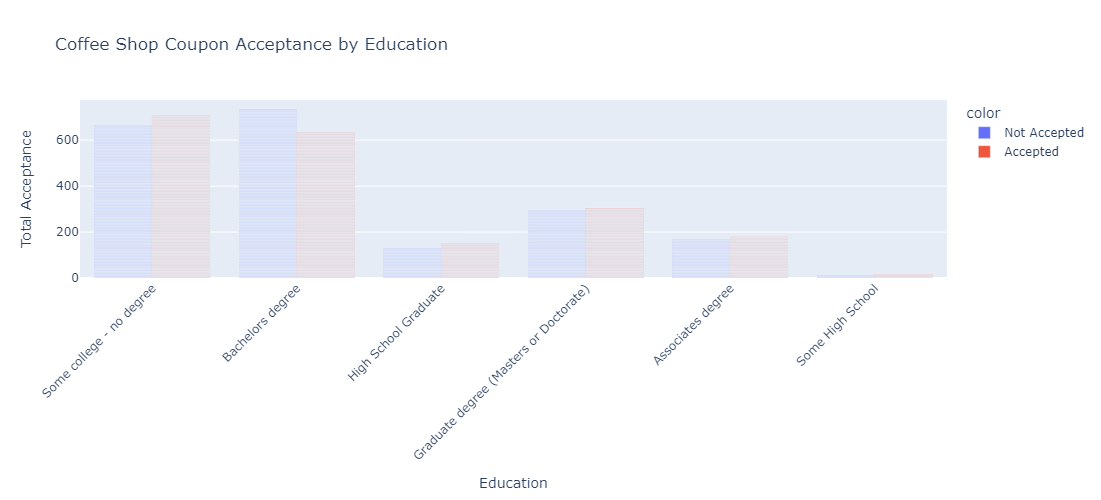 Coffee Shop Coupon Acceptance by Education
color
Not Accepted
Accepted
Total Acceptance
600
400
200
0
Some college - no degree
Bachelors degree
High School Graduate
Graduate degree (Masters or Doctorate)
Associates degree
Some High School
Education